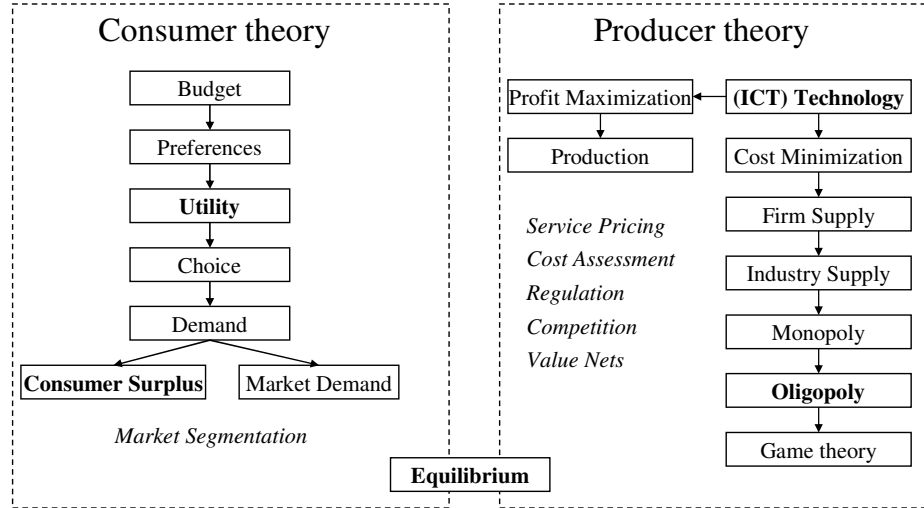 Consumer theory
Budget
Preferences
Utility
Choice
Demand
Consumer Surplus
Market Demand
Market Segmentation
Producer theory
Profit Maximization
(ICT) Technology
Production
Cost Minimization
Service Pricing
Cost Assessment
Regulation
Competition
Value Nets
Firm Supply
Industry Supply
Monopoly
Oligopoly
Game theory
Equilibrium